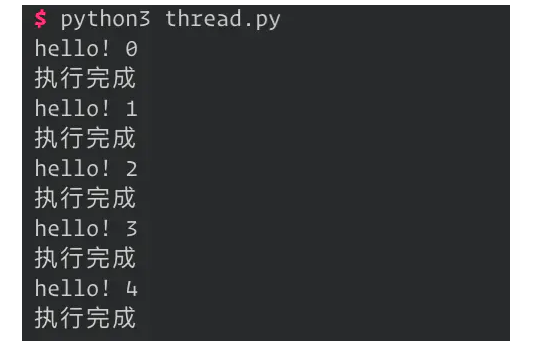 $ python3 thread.py
hello! 0
执行完成
hello! 1
执行完成
hello! 2
执行完成
hello! 3
执行完成
hello! 4
执行完成